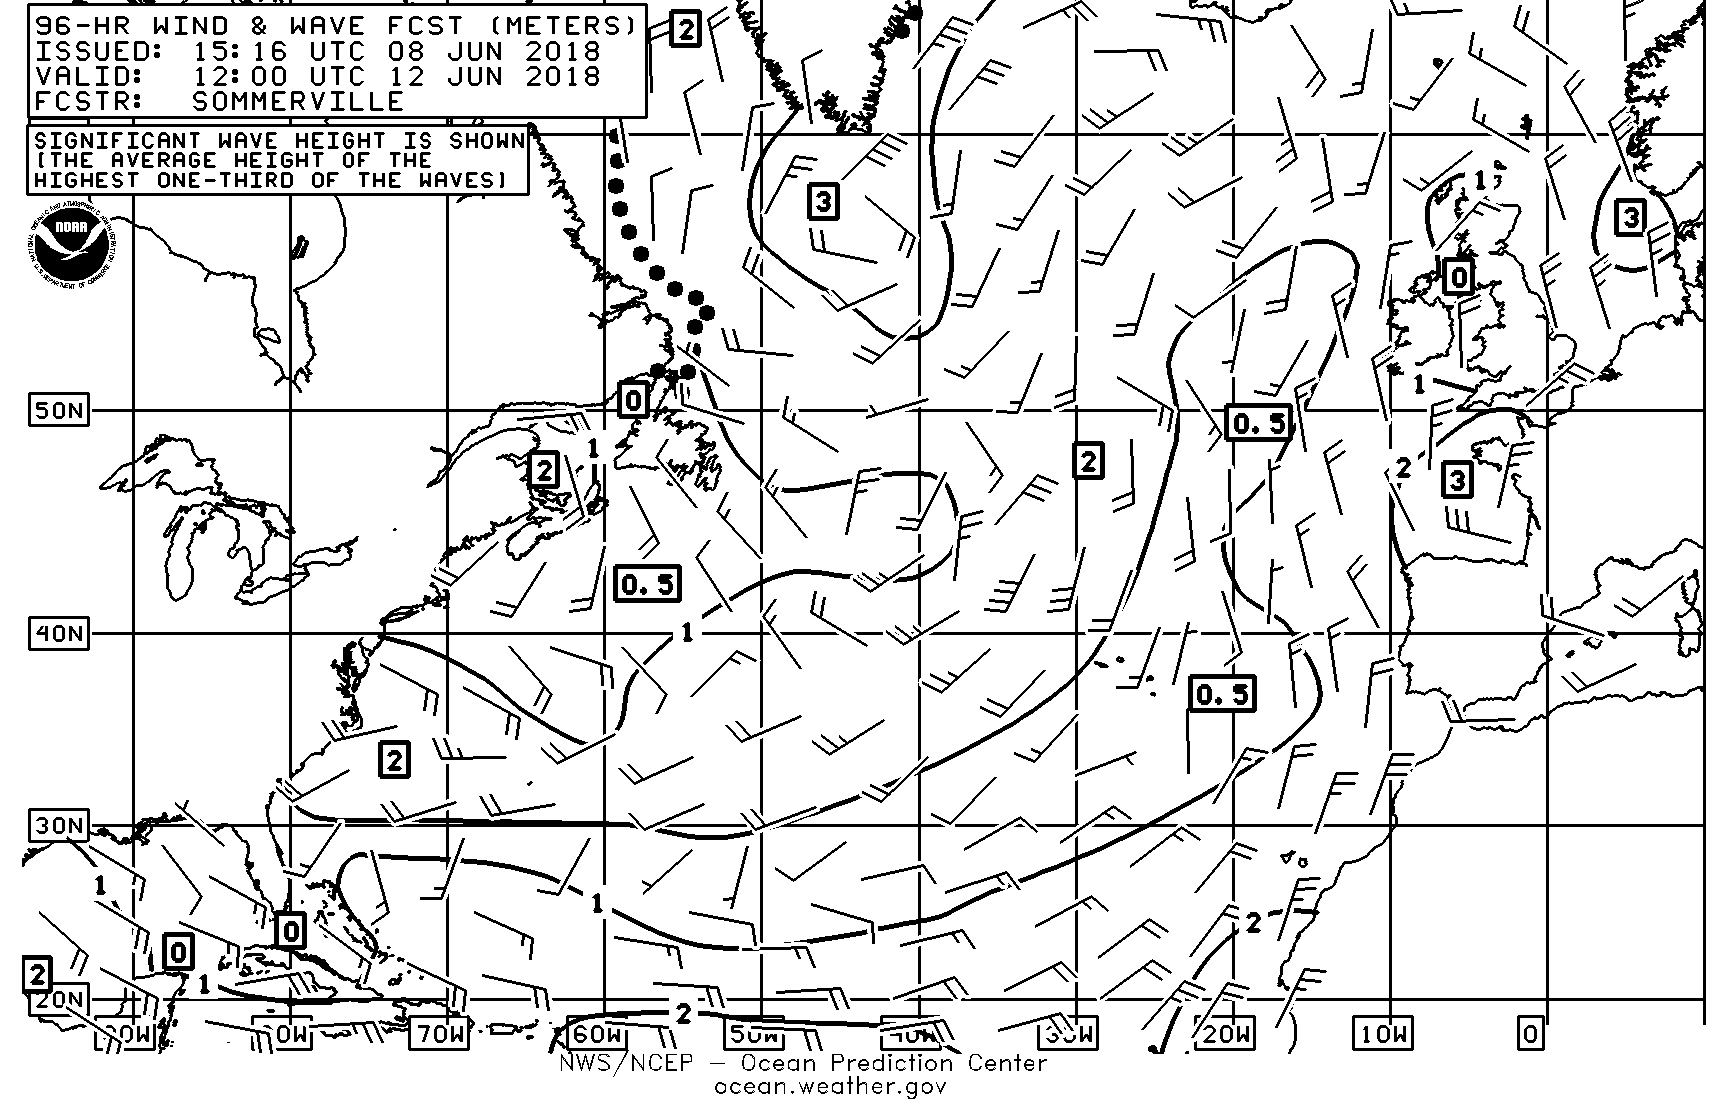 96-HR WIND & WAVE FCST (METERS)
ISSUED: 15:16 UTC 08 JUN 2018
VALID: 12:00 UTC 12 JUN 2018
FCSTR: SOMMERVILLE
SIGNIFICANT WAVE HEIGHT IS SHOWN
(THE AVERAGE HEIGHT OF THE
HIGHEST ONE-THIRD OF THE WAVES)
NOAA
2
3
1
3
0
50N
0
1
0.5
1
2
2
2
3
0.5
40N
1
0.5
2
30N
1
1
0
0
2
2
1
20N
2
90W
80W
70W
60W
50W
40W
30W
20W
10W
0
NWS/NCEP – Ocean Prediction Center
ocean.weather.gov